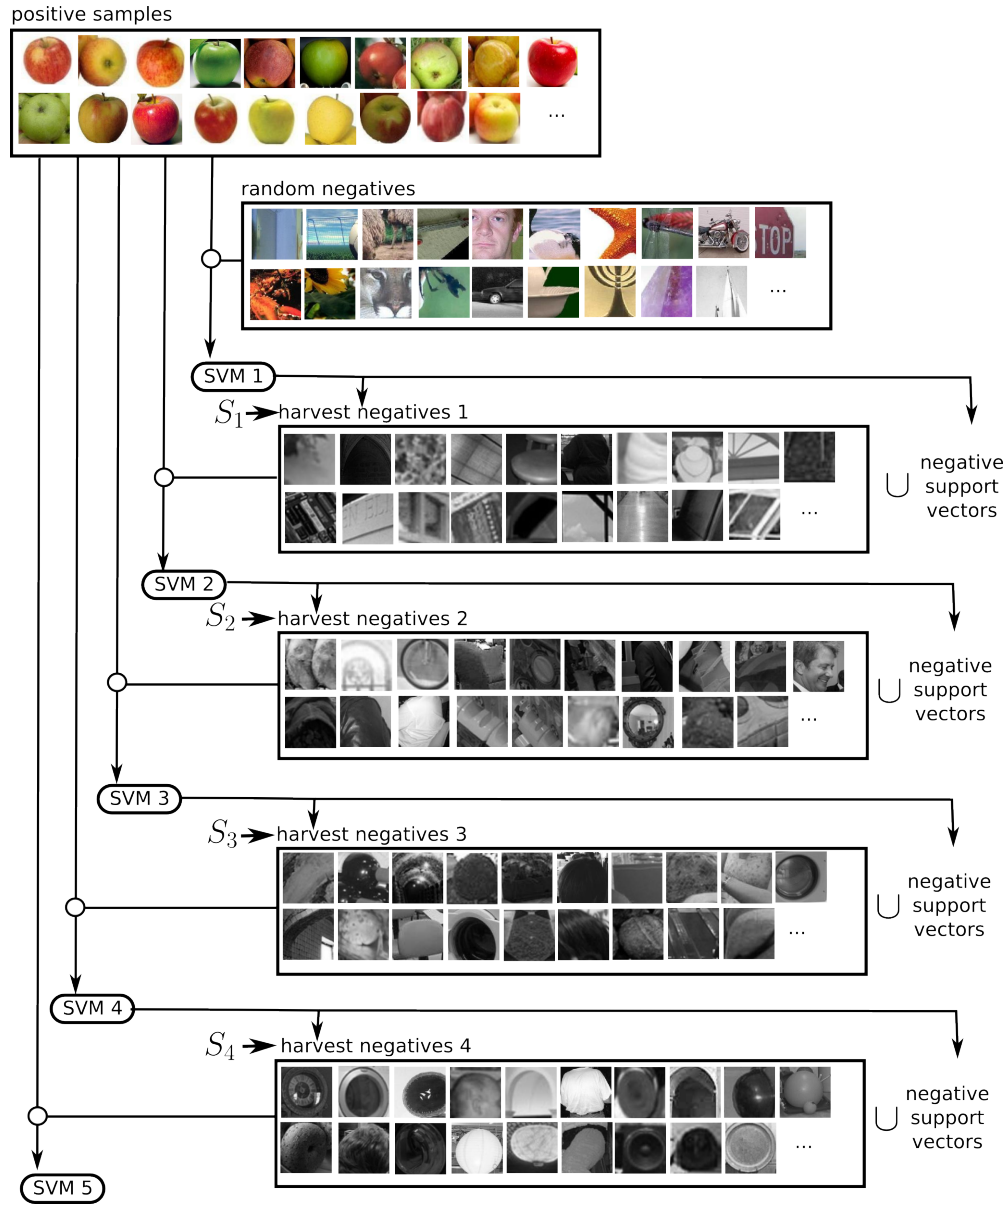 positive samples
...
random negatives
STOP
...
SVM 1
S1
harvest negatives 1
∪ negative
support
vectors
...
SVM 2
S2
harvest negatives 2
∪ negative
support
vectors
...
SVM 3
S3
harvest negatives 3
∪ negative
support
vectors
...
SVM 4
S4
harvest negatives 4
∪ negative
support
vectors
...
SVM 5